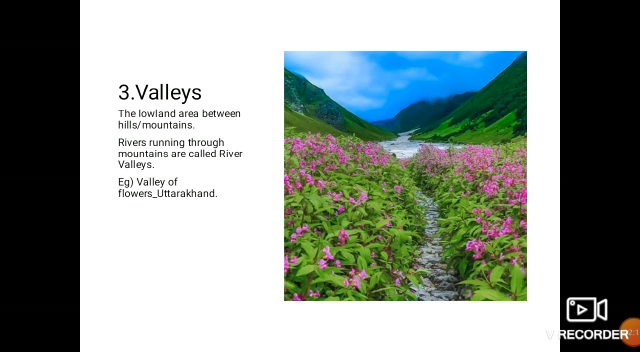 3.Valleys
The lowland area between
hills/mountains.
Rivers running through
mountains are called River
Valleys.
Eg) Valley of
flowers_Uttarakhand.
V RECORDER